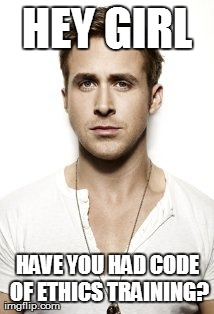 HEY GIRL
HAVE YOU HAD CODE
OF ETHICS TRAINING?
imgflip.com